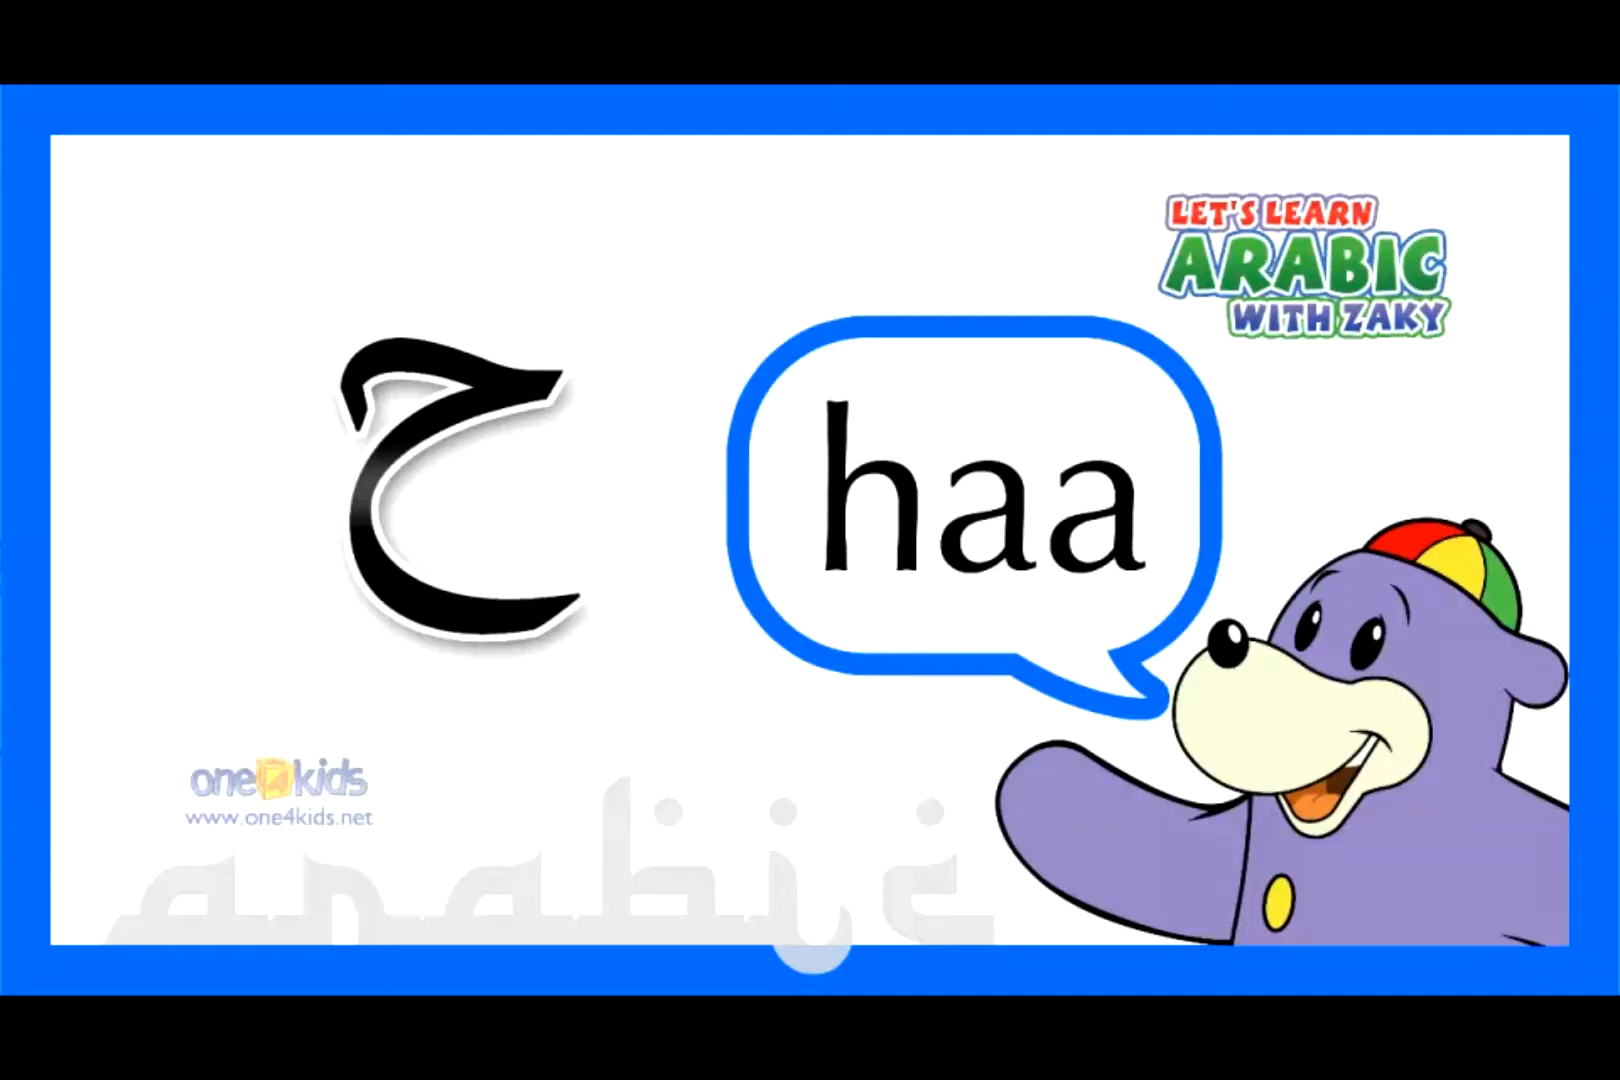 LET'S LEARN
ARABIC
WITH ZAKY
ح
haa
one4kids
www.one4kids.net
arabic